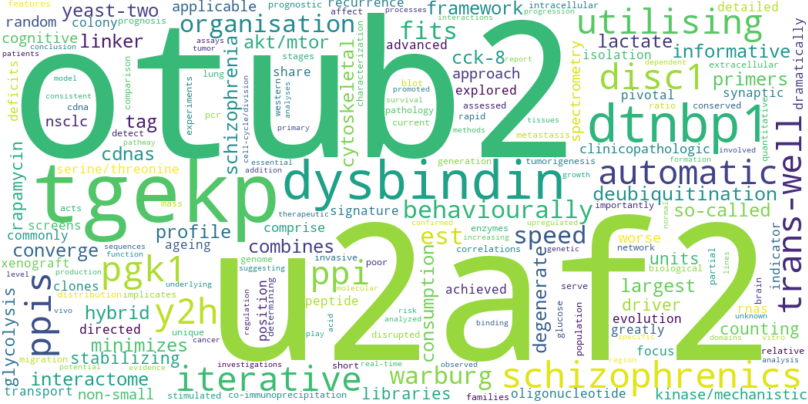 features prognosis prognostic recurrence intracellular
yeast-two applicable framework affect processes interactions progression detailed
random colony organisation fits utilising
cognitive linker akt/mtor advanced lactate informative
patients conclusion assays tumor stages cck-8 isolation dependent extracellular
deficits comparison schizophrenia cytoskeletal characterization approach report spectrometry disc1 primers dramatically
otub2
model lung share explored pivotal synaptic
consistent cdna experiments western blot promoted assessed ratio conserved quantitative
nsclc tag pcr cell-cycle/division analyses survival pathology rapid tissues dtnbp1
pathway detect primary current methods metastasis clinicopathologic
rapamycin cdnas essential addition generation tumorigenesis formation involved
serine/threonine therapeutic growth automatic
tgekp dysbindin deubiquitination trans-well
acts mass signature behaviourally importantly so-called
screens profile comprise confirmed upregulated normal
commonly ageing combines est enzymes increasing speed genetic worse network indicator
converge sequences function genome suggesting invasive poor correlations units biological partial lines brain
xenograft level production pgk1 ppi molecular consumption degenerate largest domains unknown
clones distribution implicates underlying peptide achieved specific driver rnas vitro
u2af2
glycolysis ppis vivo hybrid y2h regulation position determining acid risk analyzed binding glucose population serve evolution counting
directed unique cancer play disrupted greatly region focus relative analysis
migration minimizes potential evidence investigations short real-time observed
stabilizing warburg schizophrenics
interactome iterative
transport non-small stimulated co-immunoprecipitation libraries families oligonucleotide kinase/mechanistic